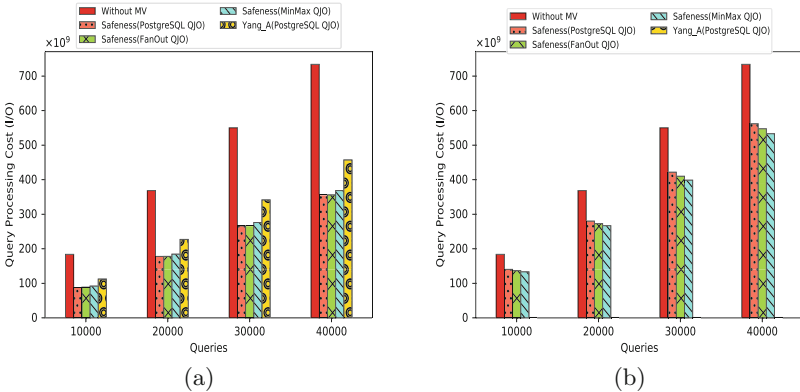 Without MV
Safeness(PostgreSQL QJO)
Safeness(FanOut QJO)
Safeness(MinMax QJO)
Yang_A(PostgreSQL QJO)
×10⁹
Query Processing Cost (I/O)
700
600
500
400
300
200
100
0
10000 20000 30000 40000
Queries
(a)
Without MV
Safeness(PostgreSQL QJO)
Safeness(FanOut QJO)
Safeness(MinMax QJO)
Yang_A(PostgreSQL QJO)
×10⁹
Query Processing Cost (I/O)
700
600
500
400
300
200
100
0
10000 20000 30000 40000
Queries
(b)